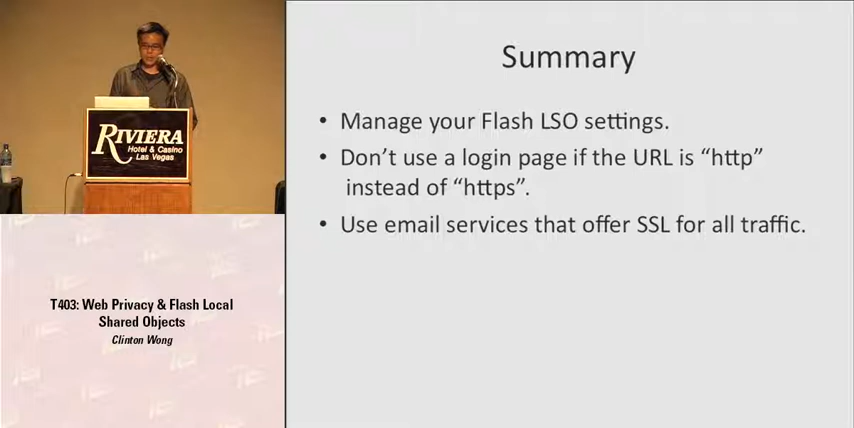 RIVIERA
Hotel & Casino
Las Vegas
T403: Web Privacy & Flash Local
Shared Objects
Clinton Wong
Summary
• Manage your Flash LSO settings.
• Don’t use a login page if the URL is “http”
instead of “https”.
• Use email services that offer SSL for all traffic.